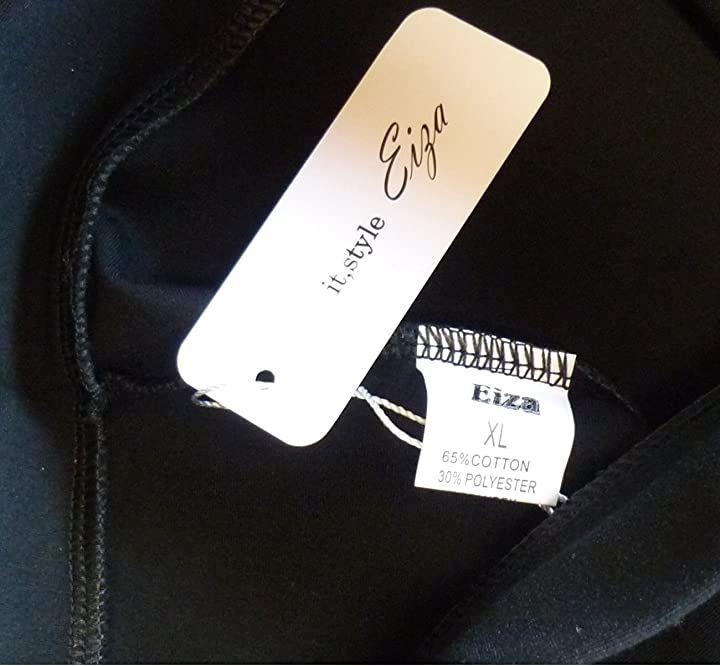 Eiza
it,style
Eiza
XL
65%COTTON
30% POLYESTER